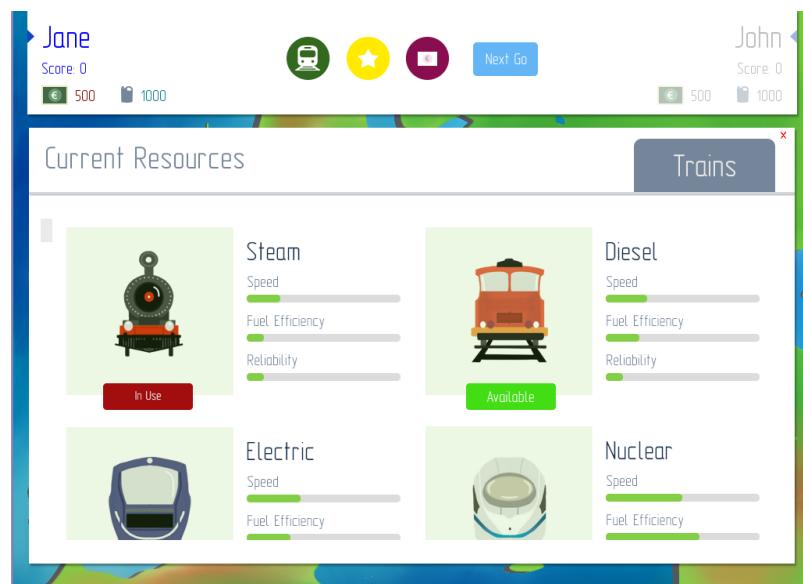 Jane
Score: 0
€ 500 1000
Next Go
John
Score: 0
€ 500 1000
Current Resources
Trains
x
Steam
Speed
Fuel Efficiency
Reliability
In Use
Diesel
Speed
Fuel Efficiency
Reliability
Available
Electric
Speed
Fuel Efficiency
Nuclear
Speed
Fuel Efficiency